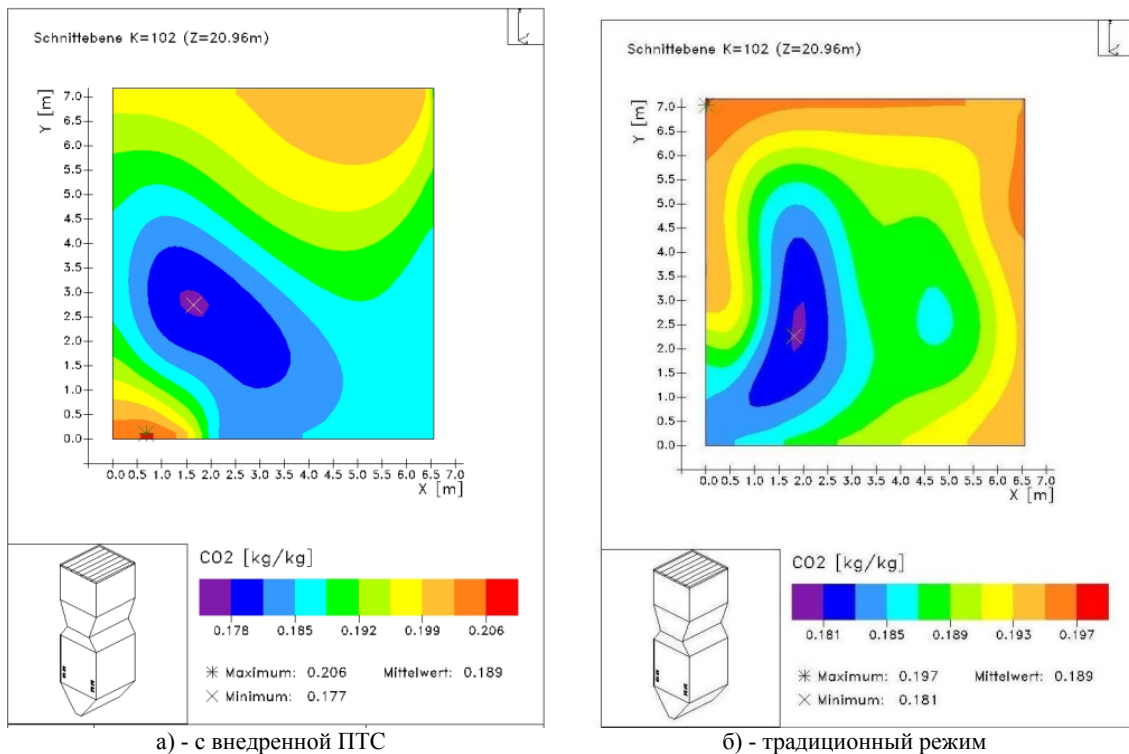 Schnittebene K=102 (Z=20.96m)
Y [m]
7.0
6.5
6.0
5.5
5.0
4.5
4.0
3.5
3.0
2.5
2.0
1.5
1.0
0.5
0.0
0.0 0.5 1.0 1.5 2.0 2.5 3.0 3.5 4.0 4.5 5.0 5.5 6.0 6.5 7.0
X [m]
CO2 [kg/kg]
0.178 0.185 0.192 0.199 0.206
Maximum: 0.206 Mittelwert: 0.189
Minimum: 0.177
а) - с внедренной ПТС
Schnittebene K=102 (Z=20.96m)
Y [m]
7.0
6.5
6.0
5.5
5.0
4.5
4.0
3.5
3.0
2.5
2.0
1.5
1.0
0.5
0.0
0.0 0.5 1.0 1.5 2.0 2.5 3.0 3.5 4.0 4.5 5.0 5.5 6.0 6.5 7.0
X [m]
CO2 [kg/kg]
0.181 0.185 0.189 0.193 0.197
Maximum: 0.197 Mittelwert: 0.189
Minimum: 0.181
б) - традиционный режим